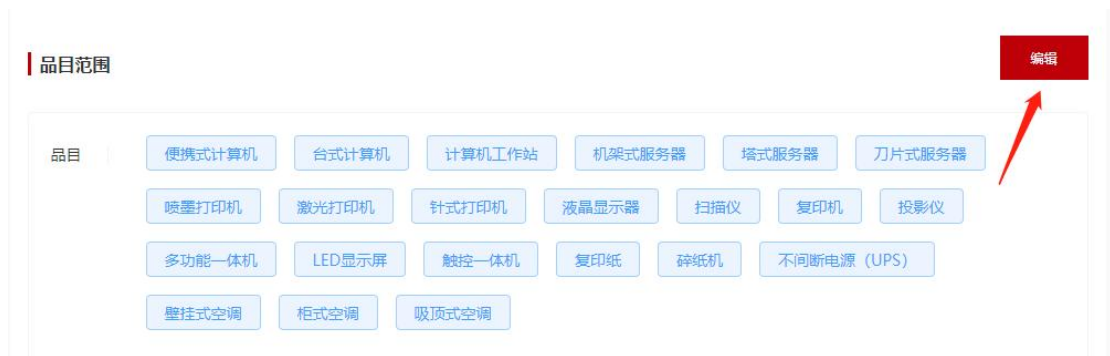 品目范围
编辑
品目 便携式计算机 台式计算机 计算机工作站 机架式服务器 塔式服务器 刀片式服务器
喷墨打印机 激光打印机 针式打印机 液晶显示器 扫描仪 复印机 投影仪
多功能一体机 LED显示屏 触控一体机 复印纸 碎纸机 不间断电源（UPS）
壁挂式空调 柜式空调 吸顶式空调